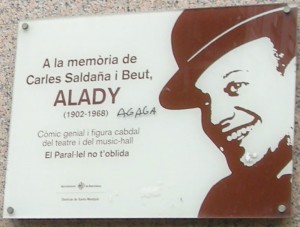 A la memòria de
Carles Saldaña i Beut,
ALADY
(1902-1968) AGAGA
Còmic genial i figura cabdal
del teatre i del music-hall
El Paral·lel no t'oblida